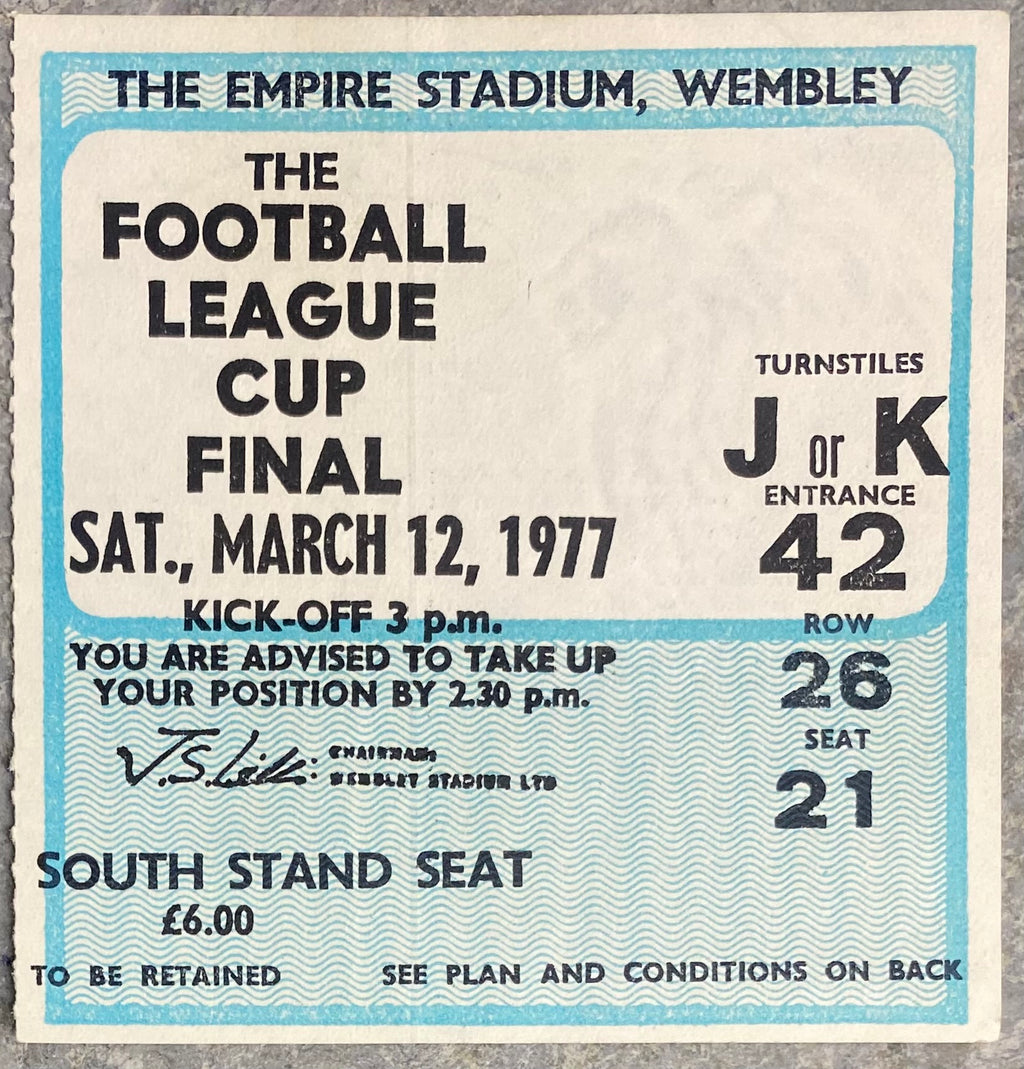 THE EMPIRE STADIUM, WEMBLEY
THE
FOOTBALL
LEAGUE
CUP
FINAL
SAT., MARCH 12, 1977
KICK-OFF 3 p.m.
YOU ARE ADVISED TO TAKE UP
YOUR POSITION BY 2.30 p.m.
CHAIRMAN:
WEMBLEY STADIUM LTD
TURNSTILES
J or K
ENTRANCE
42
ROW
26
SEAT
21
SOUTH STAND SEAT
£6.00
TO BE RETAINED SEE PLAN AND CONDITIONS ON BACK